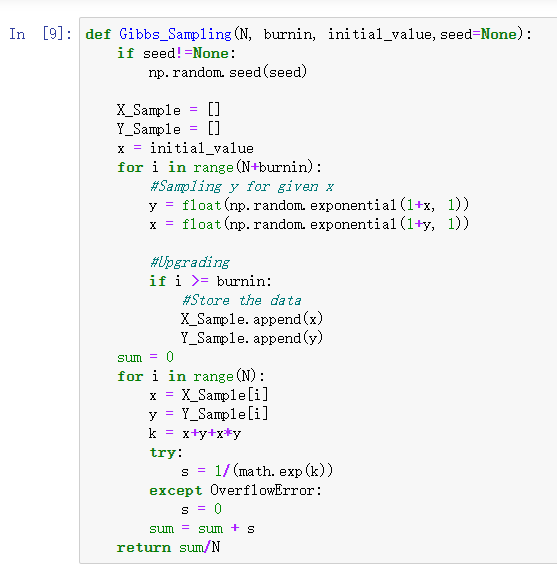 In [9]: def Gibbs_Sampling(N, burnin, initial_value,seed=None):
    if seed!=None:
        np.random.seed(seed)

    X_Sample = []
    Y_Sample = []
    x = initial_value
    for i in range(N+burnin):
        #Sampling y for given x
        y = float(np.random.exponential(1+x, 1))
        x = float(np.random.exponential(1+y, 1))

        #Upgrading
        if i >= burnin:
            #Store the data
            X_Sample.append(x)
            Y_Sample.append(y)
    sum = 0
    for i in range(N):
        x = X_Sample[i]
        y = Y_Sample[i]
        k = x+y+x*y
        try:
            s = 1/(math.exp(k))
        except OverflowError:
            s = 0
        sum = sum + s
    return sum/N